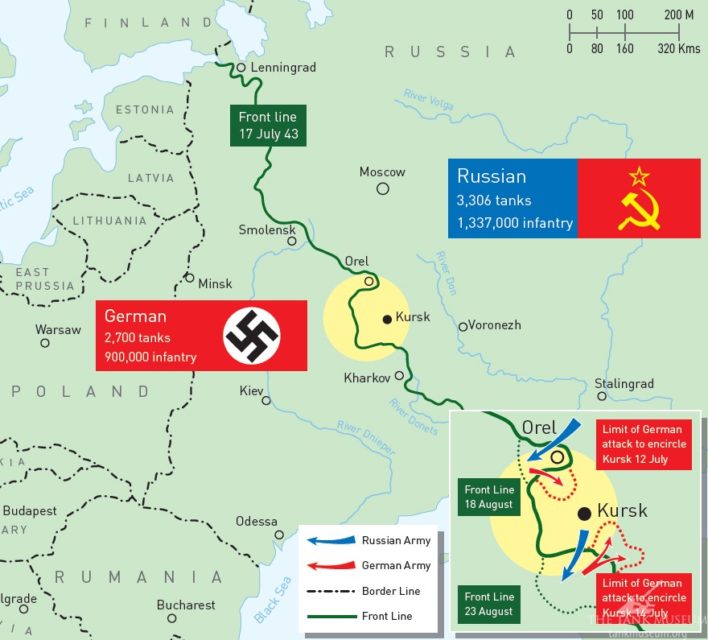 FINLAND
RUSSIA
0 50 100 200 M
0 80 160 320 Kms
Lenningrad
River Volga
ESTONIA
Front line
17 July 43
LATVIA
Moscow
Russian
3,306 tanks
1,337,000 infantry
tic Sea
LITHUANIA
Smolensk
EAST
PRUSSIA
Minsk
Orel
River Don
German
2,700 tanks
900,000 infantry
Kursk
Voronezh
Warsaw
Kharkov
Stalingrad
POLAND
Kiev
River Donets
River Dnieper
KIA
Budapest
ARY
Odessa
RUMANIA
Black Sea
lgrade
Bucharest
Russian Army
German Army
Border Line
Front Line
Orel
Limit of German
attack to encircle
Kursk 12 July
Front Line
18 August
Kursk
Front Line
23 August
Limit of German
attack to encircle
Kursk 14 July
THE TANK MUSEUM
tankmuseum.org